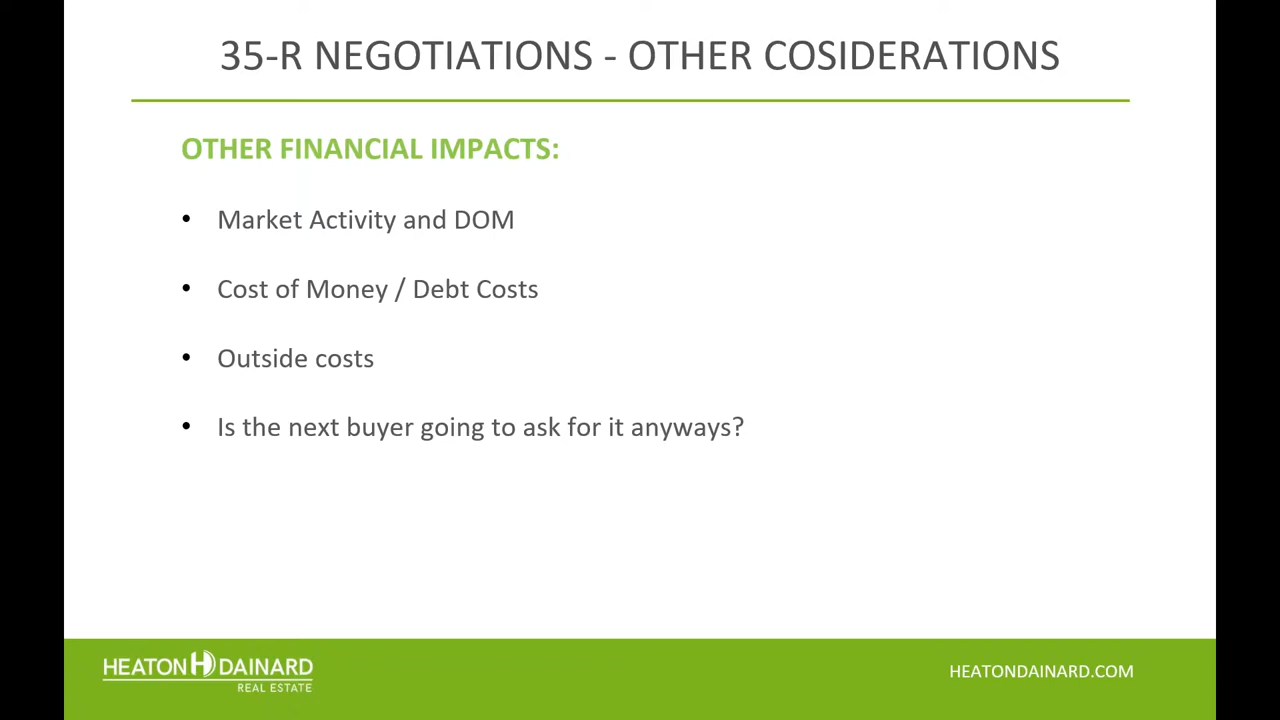 35-R NEGOTIATIONS - OTHER COSIDERATIONS
OTHER FINANCIAL IMPACTS:
• Market Activity and DOM
• Cost of Money / Debt Costs
• Outside costs
• Is the next buyer going to ask for it anyways?
HEATON H DAINARD
REAL ESTATE
HEATONDAINARD.COM